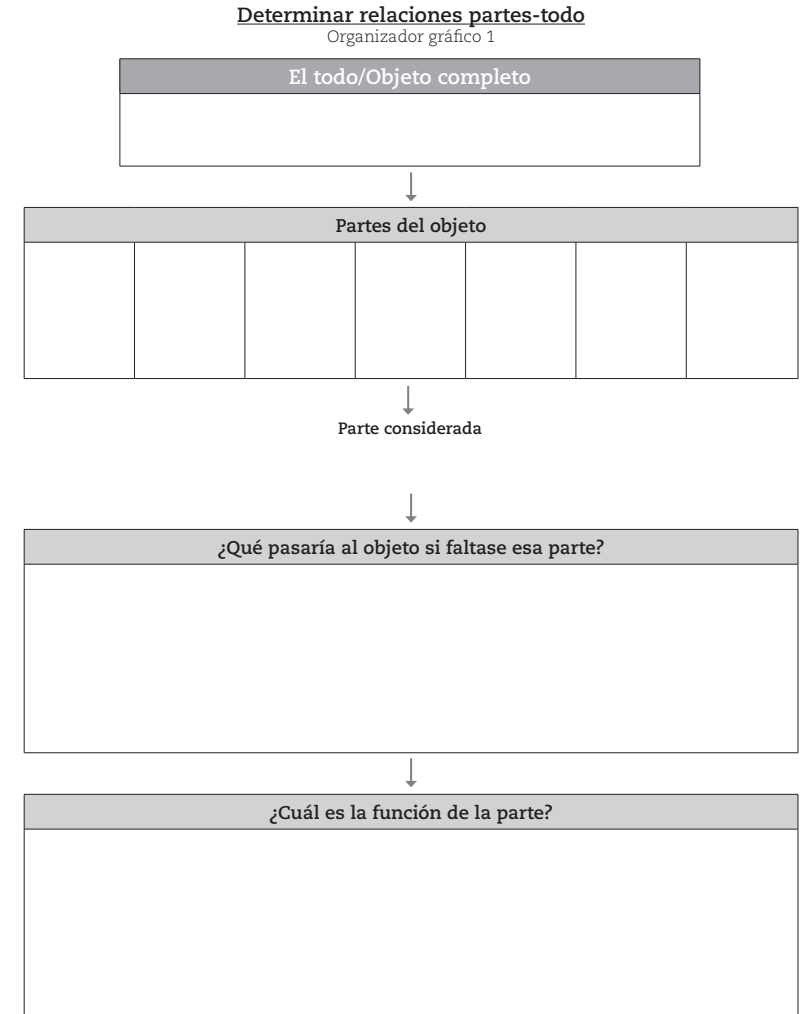 Determinar relaciones partes-todo
Organizador gráfico 1
El todo/Objeto completo
Partes del objeto
Parte considerada
¿Qué pasaría al objeto si faltase esa parte?
¿Cuál es la función de la parte?